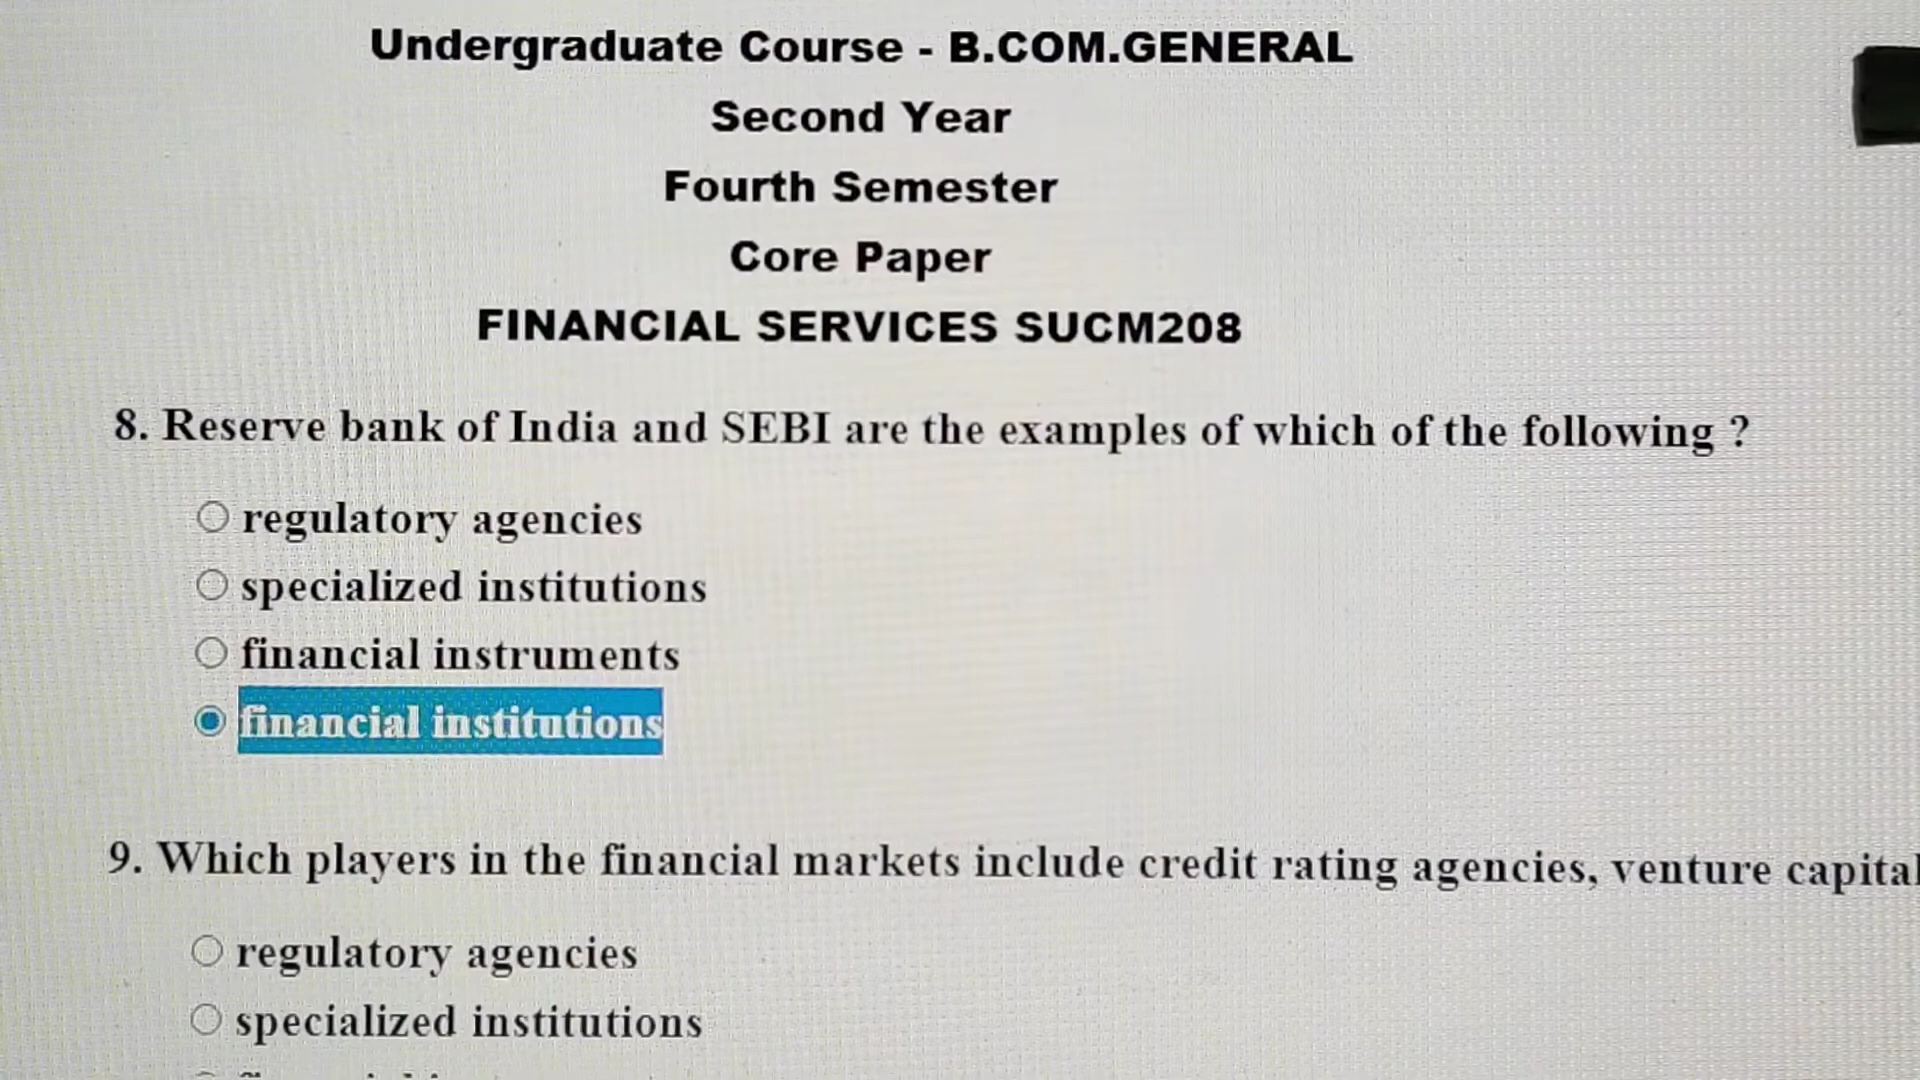 Undergraduate Course - B.COM.GENERAL
Second Year
Fourth Semester
Core Paper
FINANCIAL SERVICES SUCM208
8. Reserve bank of India and SEBI are the examples of which of the following ?
regulatory agencies
specialized institutions
financial instruments
financial institutions
9. Which players in the financial markets include credit rating agencies, venture capital
regulatory agencies
specialized institutions